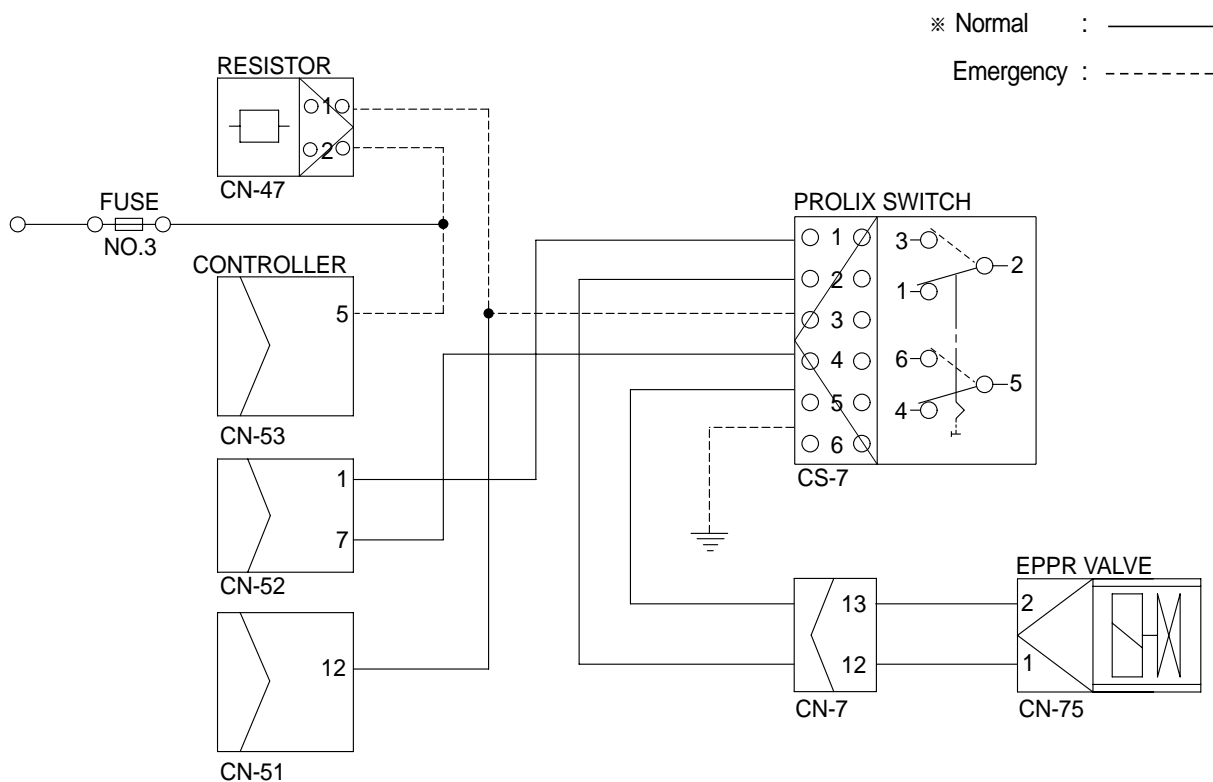 ※ Normal :
Emergency :
RESISTOR
1
2
CN-47
FUSE
NO.3
CONTROLLER
5
CN-53
1
7
CN-52
12
CN-51
PROLIX SWITCH
1
2
3
4
5
6
3
2
1
6
5
4
CS-7
13
12
CN-7
EPPR VALVE
2
1
CN-75